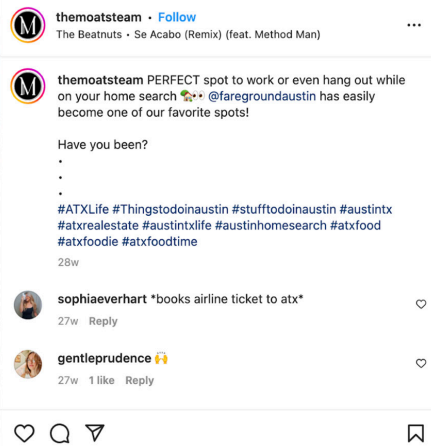 M
themoatsteam • Follow
The Beatnuts • Se Acabo (Remix) (feat. Method Man)
M
themoatsteam PERFECT spot to work or even hang out while
on your home search 🏡👀 @faregroundaustin has easily
become one of our favorite spots!
Have you been?
•
•
•
#ATXLife #Thingstodoinaustin #stufftodoinaustin #austintx
#atxrealestate #austintxlife #austinhomesearch #atxfood
#atxfoodie #atxfoodtime
28w
sophiaeverhart *books airline ticket to atx*
27w Reply
gentleprudence 🙌
27w 1 like Reply